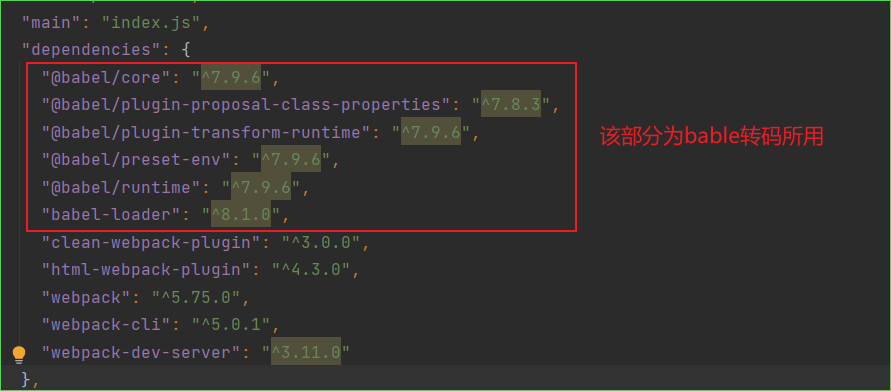 "main": "index.js",
"dependencies": {
"@babel/core": "^7.9.6",
"@babel/plugin-proposal-class-properties": "^7.8.3",
"@babel/plugin-transform-runtime": "^7.9.6",
该部分为bable转码所用
"@babel/preset-env": "^7.9.6",
"@babel/runtime": "^7.9.6",
"babel-loader": "^8.1.0",
"clean-webpack-plugin": "^3.0.0",
"html-webpack-plugin": "^4.3.0",
"webpack": "^5.75.0",
"webpack-cli": "^5.0.1",
"webpack-dev-server": "^3.11.0"
},